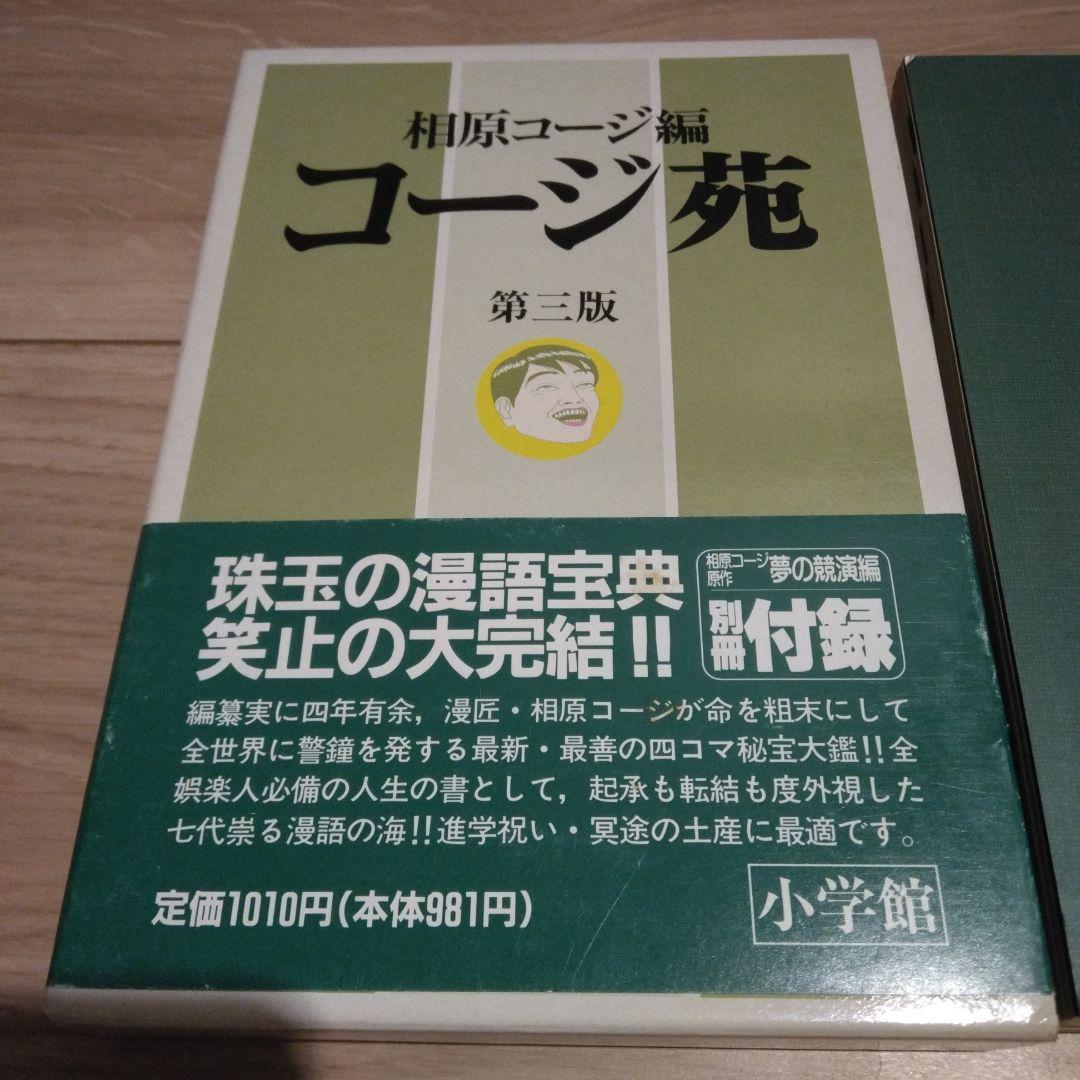 相原コージ編
コージ苑
第三版
珠玉の漫語宝典
笑止の大完結!!
相原コージ
原作
夢の競演編
別冊
付録
編纂実に四年有余，漫匠・相原コージが命を粗末にして
全世界に警鐘を発する最新・最善の四コマ秘宝大鑑!!全
娯楽人必備の人生の書として，起承も転結も度外視した
七代崇る漫語の海!!進学祝い・冥途の土産に最適です。
定価1010円(本体981円)
小学館